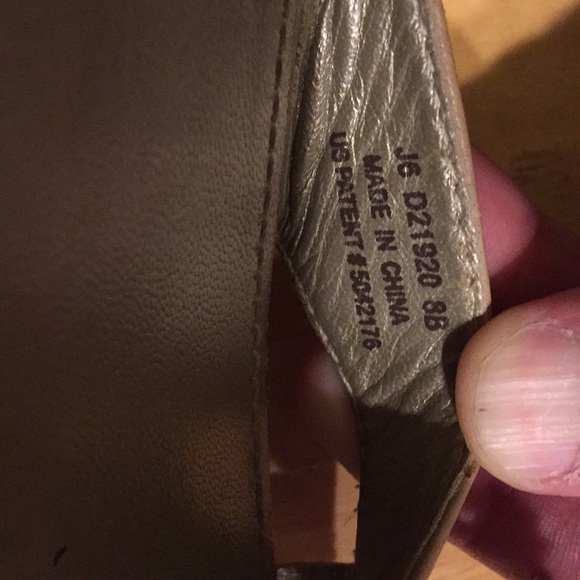 J6 D21920 8B
MADE IN CHINA
US PATENT # 5042176